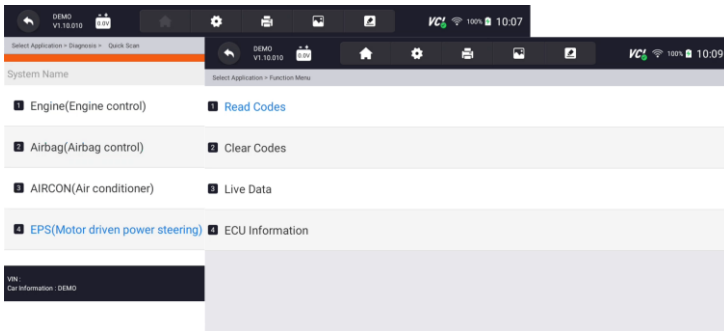 DEMO
V1.10.010
0.0V
VCI
100%
10:07
Select Application > Diagnosis > Quick Scan
System Name
1 Engine(Engine control)
2 Airbag(Airbag control)
3 AIRCON(Air conditioner)
4 EPS(Motor driven power steering)
VIN :
Car Information : DEMO
DEMO
V1.10.010
0.0V
VCI
100%
10:09
Select Application > Function Menu
1 Read Codes
2 Clear Codes
3 Live Data
4 ECU Information